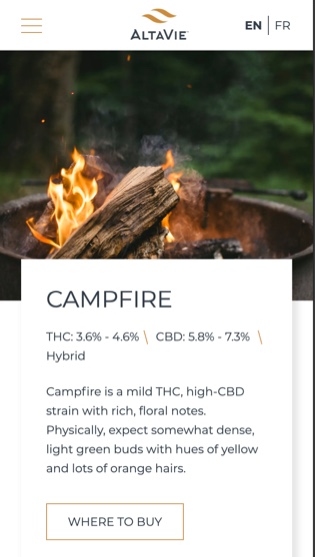 ALTAVIE
EN | FR
CAMPFIRE
THC: 3.6% - 4.6% \ CBD: 5.8% - 7.3% \
Hybrid
Campfire is a mild THC, high-CBD
strain with rich, floral notes.
Physically, expect somewhat dense,
light green buds with hues of yellow
and lots of orange hairs.
WHERE TO BUY